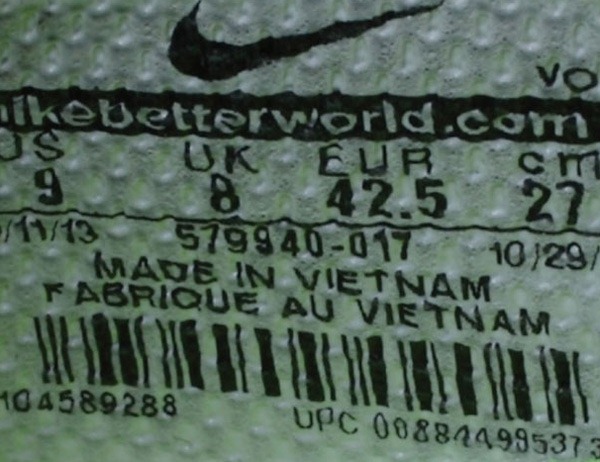 VO
nikebetterworld.com
US UK EUR cm
9 8 42.5 27
/11/13 579940-017 10/29/
MADE IN VIETNAM
FABRIQUE AU VIETNAM
104589288 UPC 008844995373